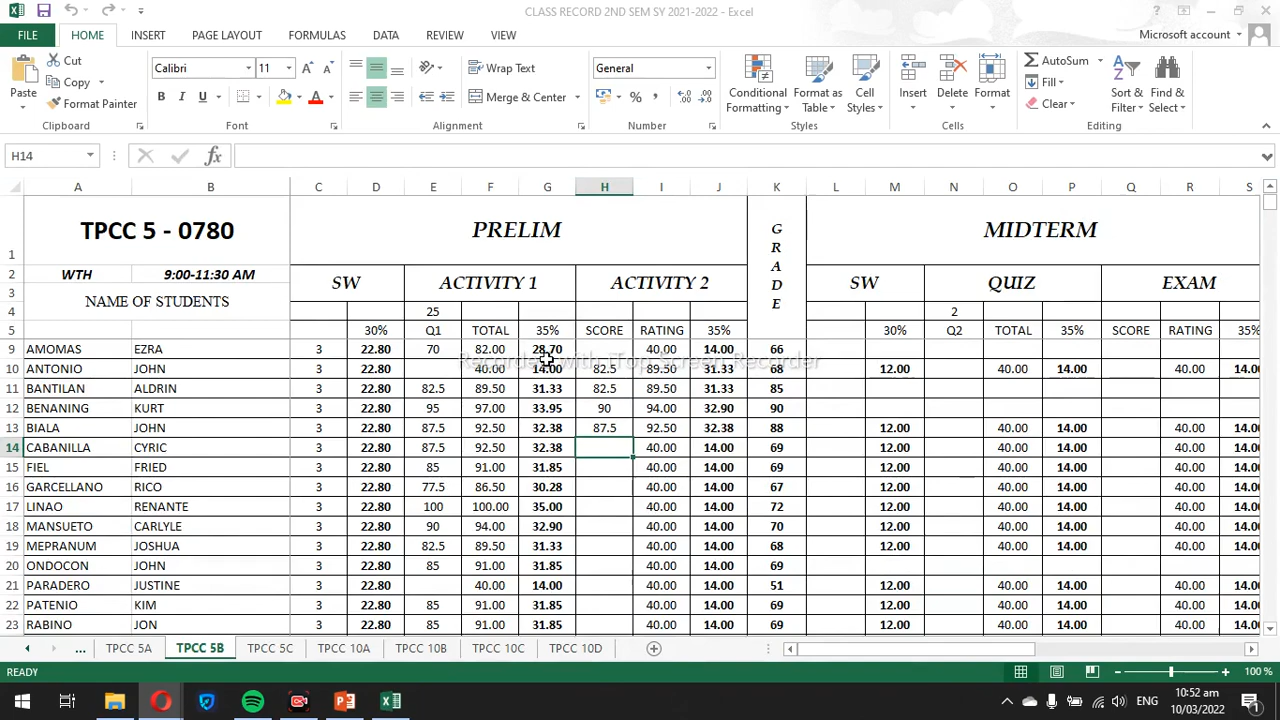 CLASS RECORD 2ND SEM SY 2021-2022 - Excel
FILE HOME INSERT PAGE LAYOUT FORMULAS DATA REVIEW VIEW Microsoft account
Paste Cut Copy Format Painter Clipboard
Calibri 11 B I U A Font
Wrap Text Merge & Center Alignment
General % , Number
Conditional Formatting Format as Table Cell Styles Styles
Insert Delete Format Cells
AutoSum Fill Clear Sort & Filter Find & Select Editing
H14 fx
A B C D E F G H I J K L M N O P Q R S
1 TPCC 5 - 0780 PRELIM GRADE MIDTERM
2 WTH 9:00-11:30 AM SW ACTIVITY 1 ACTIVITY 2 SW QUIZ EXAM
3 NAME OF STUDENTS
4 25 2
5 30% Q1 TOTAL 35% SCORE RATING 35% 30% Q2 TOTAL 35% SCORE RATING 35%
9 AMOMAS EZRA 3 22.80 70 82.00 28.70 40.00 14.00 66
Recorded with iTop Screen Recorder
10 ANTONIO JOHN 3 22.80 40.00 14.00 82.5 89.50 31.33 68 12.00 40.00 14.00 40.00 14.0
11 BANTILAN ALDRIN 3 22.80 82.5 89.50 31.33 82.5 89.50 31.33 85
12 BENANING KURT 3 22.80 95 97.00 33.95 90 94.00 32.90 90
13 BIALA JOHN 3 22.80 87.5 92.50 32.38 87.5 92.50 32.38 88 12.00 40.00 14.00 40.00 14.0
14 CABANILLA CYRIC 3 22.80 87.5 92.50 32.38 40.00 14.00 69 12.00 40.00 14.00 40.00 14.0
15 FIEL FRIED 3 22.80 85 91.00 31.85 40.00 14.00 69 12.00 40.00 14.00 40.00 14.0
16 GARCELLANO RICO 3 22.80 77.5 86.50 30.28 40.00 14.00 67 12.00 40.00 14.00 40.00 14.0
17 LINAO RENANTE 3 22.80 100 100.00 35.00 40.00 14.00 72 12.00 40.00 14.00 40.00 14.0
18 MANSUETO CARLYLE 3 22.80 90 94.00 32.90 40.00 14.00 70 12.00 40.00 14.00 40.00 14.0
19 MEPRANUM JOSHUA 3 22.80 82.5 89.50 31.33 40.00 14.00 68 12.00 40.00 14.00 40.00 14.0
20 ONDOCON JOHN 3 22.80 85 91.00 31.85 40.00 14.00 69
21 PARADERO JUSTINE 3 22.80 40.00 14.00 40.00 14.00 51 12.00 40.00 14.00 40.00 14.0
22 PATENIO KIM 3 22.80 85 91.00 31.85 40.00 14.00 69 12.00 40.00 14.00 40.00 14.0
23 RABINO JON 3 22.80 85 91.00 31.85 40.00 14.00 69 12.00 40.00 14.00 40.00 14.0
... TPCC 5A TPCC 5B TPCC 5C TPCC 10A TPCC 10B TPCC 10C TPCC 10D
READY 100 %
ENG 10:52 am
10/03/2022